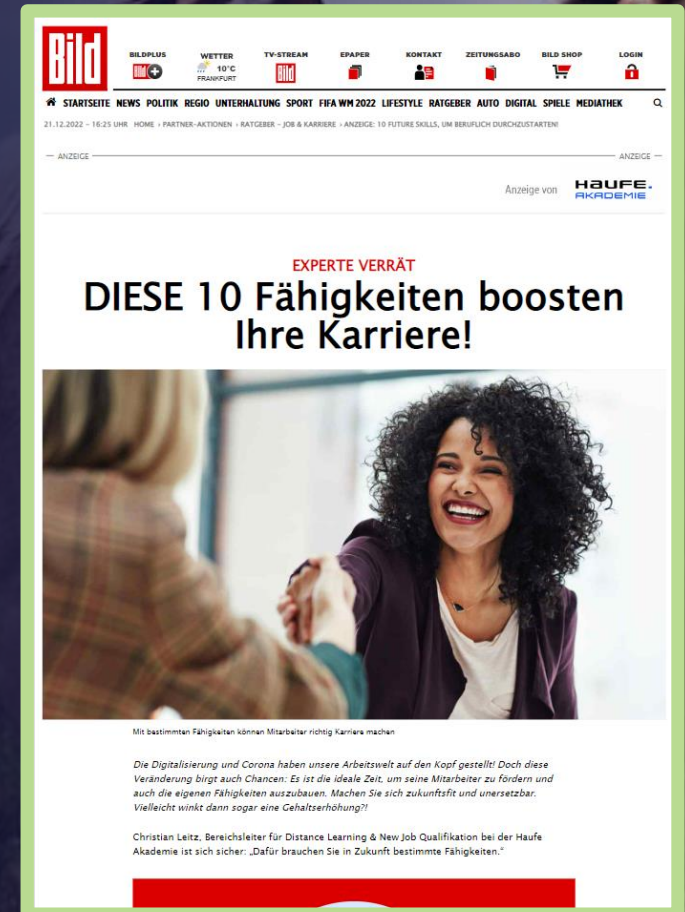 Bild
BILDPLUS WETTER TV-STREAM EPAPER KONTAKT ZEITUNGSABO BILD SHOP LOGIN
Bild + 10°C Bild
FRANKFURT
STARTSEITE NEWS POLITIK REGIO UNTERHALTUNG SPORT FIFA WM 2022 LIFESTYLE RATGEBER AUTO DIGITAL SPIELE MEDIATHEK
21.12.2022 - 16:25 UHR HOME › PARTNER-AKTIONEN › RATGEBER - JOB & KARRIERE › ANZEIGE: 10 FUTURE SKILLS, UM BERUFLICH DURCHZUSTARTEN!
ANZEIGE ANZEIGE
Anzeige von HAUFE.
AKADEMIE
EXPERTE VERRÄT
DIESE 10 Fähigkeiten boosten
Ihre Karriere!
Mit bestimmten Fähigkeiten können Mitarbeiter richtig Karriere machen
Die Digitalisierung und Corona haben unsere Arbeitswelt auf den Kopf gestellt! Doch diese
Veränderung birgt auch Chancen: Es ist die ideale Zeit, um seine Mitarbeiter zu fördern und
auch die eigenen Fähigkeiten auszubauen. Machen Sie sich zukunftsfit und unersetzbar.
Vielleicht winkt dann sogar eine Gehaltserhöhung?!
Christian Leitz, Bereichsleiter für Distance Learning & New Job Qualifikation bei der Haufe
Akademie ist sich sicher: „Dafür brauchen Sie in Zukunft bestimmte Fähigkeiten.“